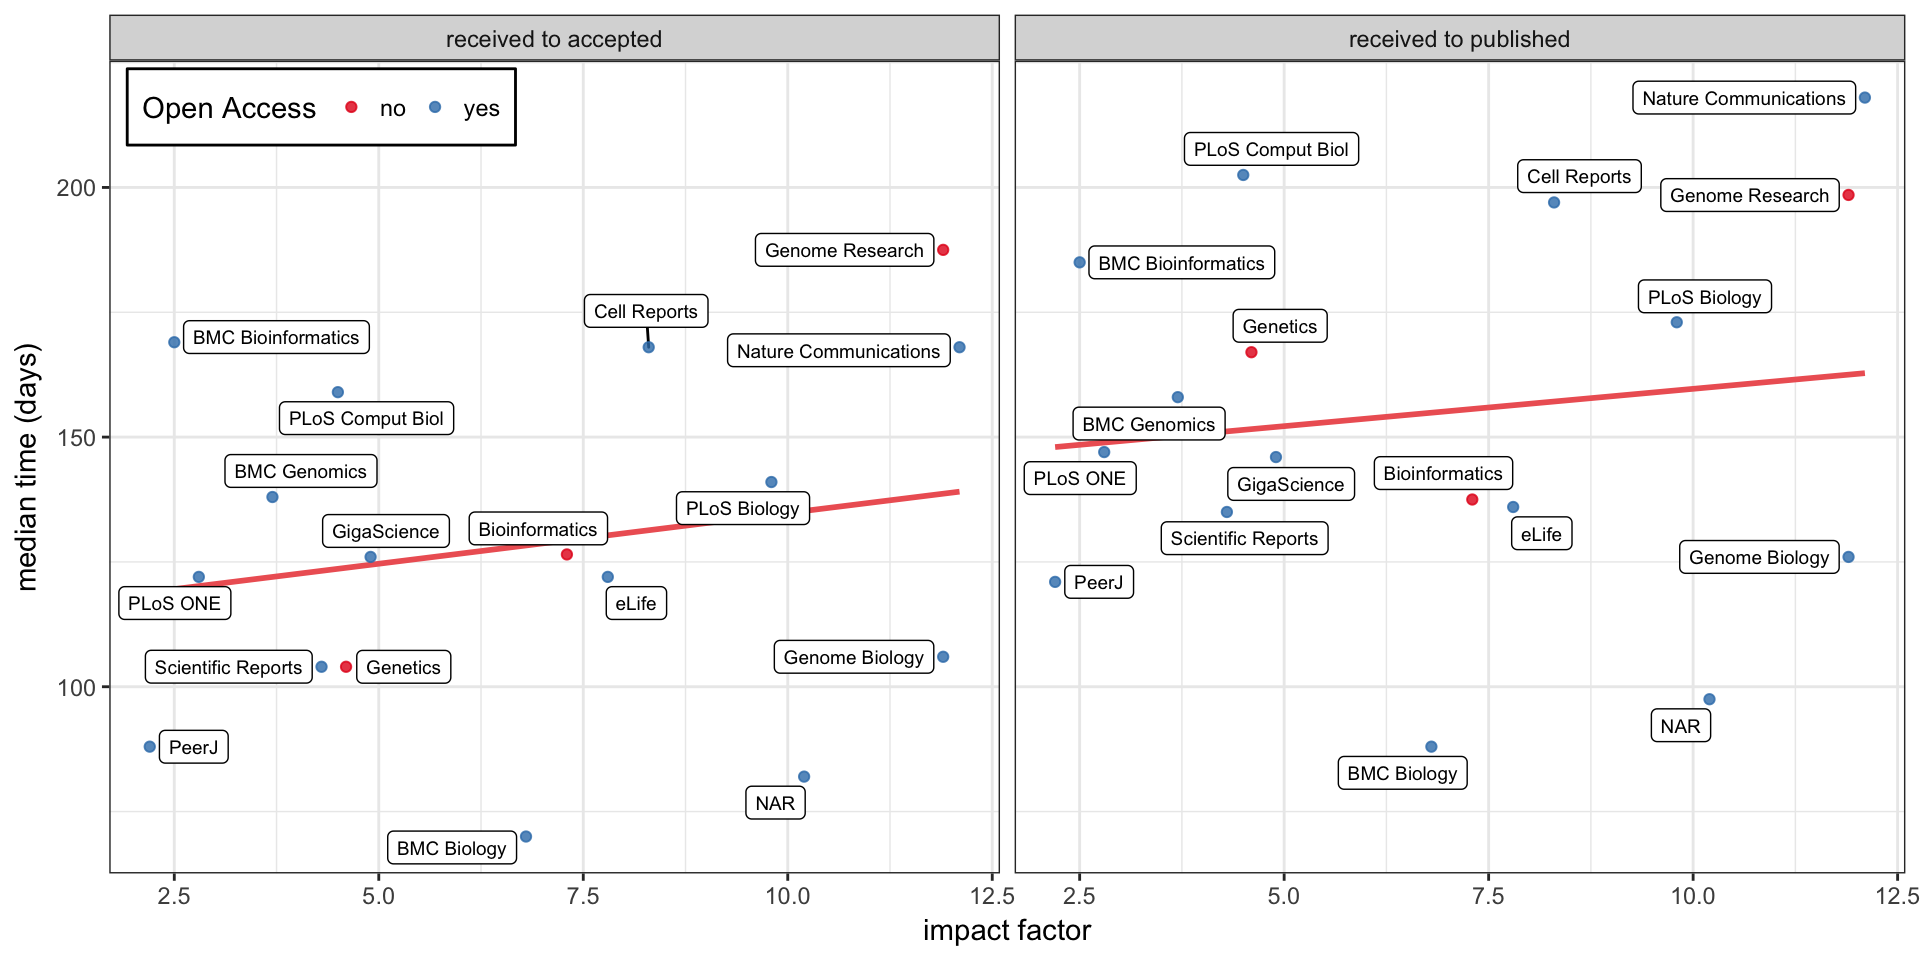 received to accepted
received to published
Open Access no yes
median time (days)
200
150
100
Genome Research
Cell Reports
BMC Bioinformatics
Nature Communications
PLoS Comput Biol
BMC Genomics
PLoS Biology
GigaScience
Bioinformatics
PLoS ONE
eLife
Scientific Reports
Genetics
Genome Biology
PeerJ
NAR
BMC Biology
2.5 5.0 7.5 10.0 12.5
Nature Communications
PLoS Comput Biol
Cell Reports
Genome Research
BMC Bioinformatics
PLoS Biology
Genetics
BMC Genomics
PLoS ONE
Bioinformatics
GigaScience
Scientific Reports
eLife
Genome Biology
PeerJ
NAR
BMC Biology
2.5 5.0 7.5 10.0 12.5
impact factor